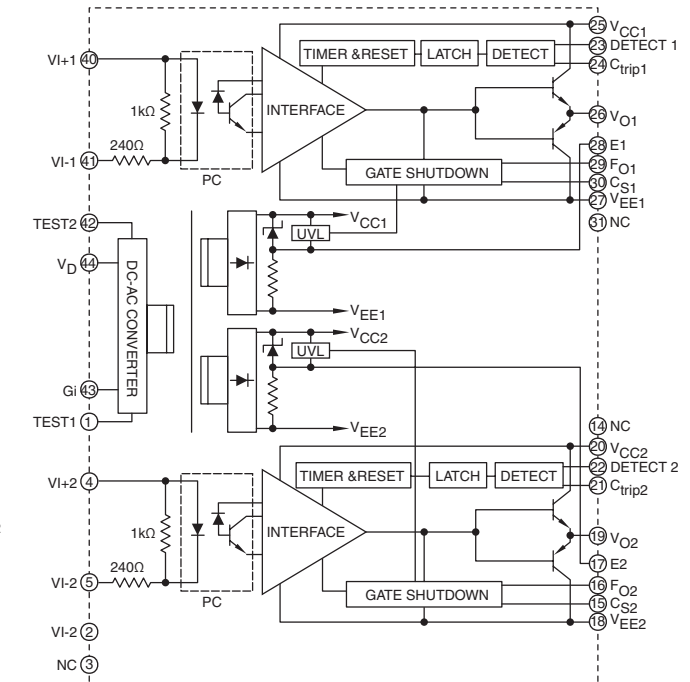 25 VCC1
TIMER &RESET LATCH DETECT 23 DETECT 1
24 Ctrip1
VI+1 40
1kΩ INTERFACE 26 VO1
240Ω 28 E1
VI-1 41 PC GATE SHUTDOWN 29 FO1
30 CS1
27 VEE1
31 NC
TEST2 42
VCC1
UVL
VD 44
DC-AC CONVERTER
VEE1
VCC2
UVL
Gi 43
TEST1 1
VEE2
14 NC
20 VCC2
TIMER &RESET LATCH DETECT 22 DETECT 2
21 Ctrip2
VI+2 4
1kΩ INTERFACE 19 VO2
240Ω 17 E2
VI-2 5 PC GATE SHUTDOWN 16 FO2
15 CS2
18 VEE2
VI-2 2
NC 3